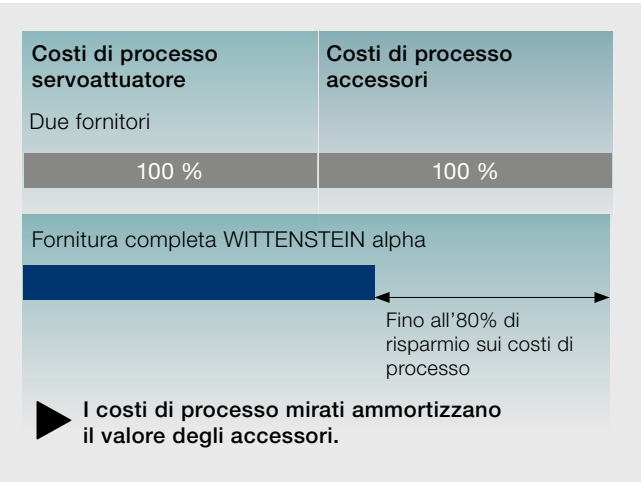 Costi di processo
servoattuatore
Costi di processo
accessori
Due fornitori
100 %
100 %
Fornitura completa WITTENSTEIN alpha
Fino all'80% di
risparmio sui costi di
processo
I costi di processo mirati ammortizzano
il valore degli accessori.